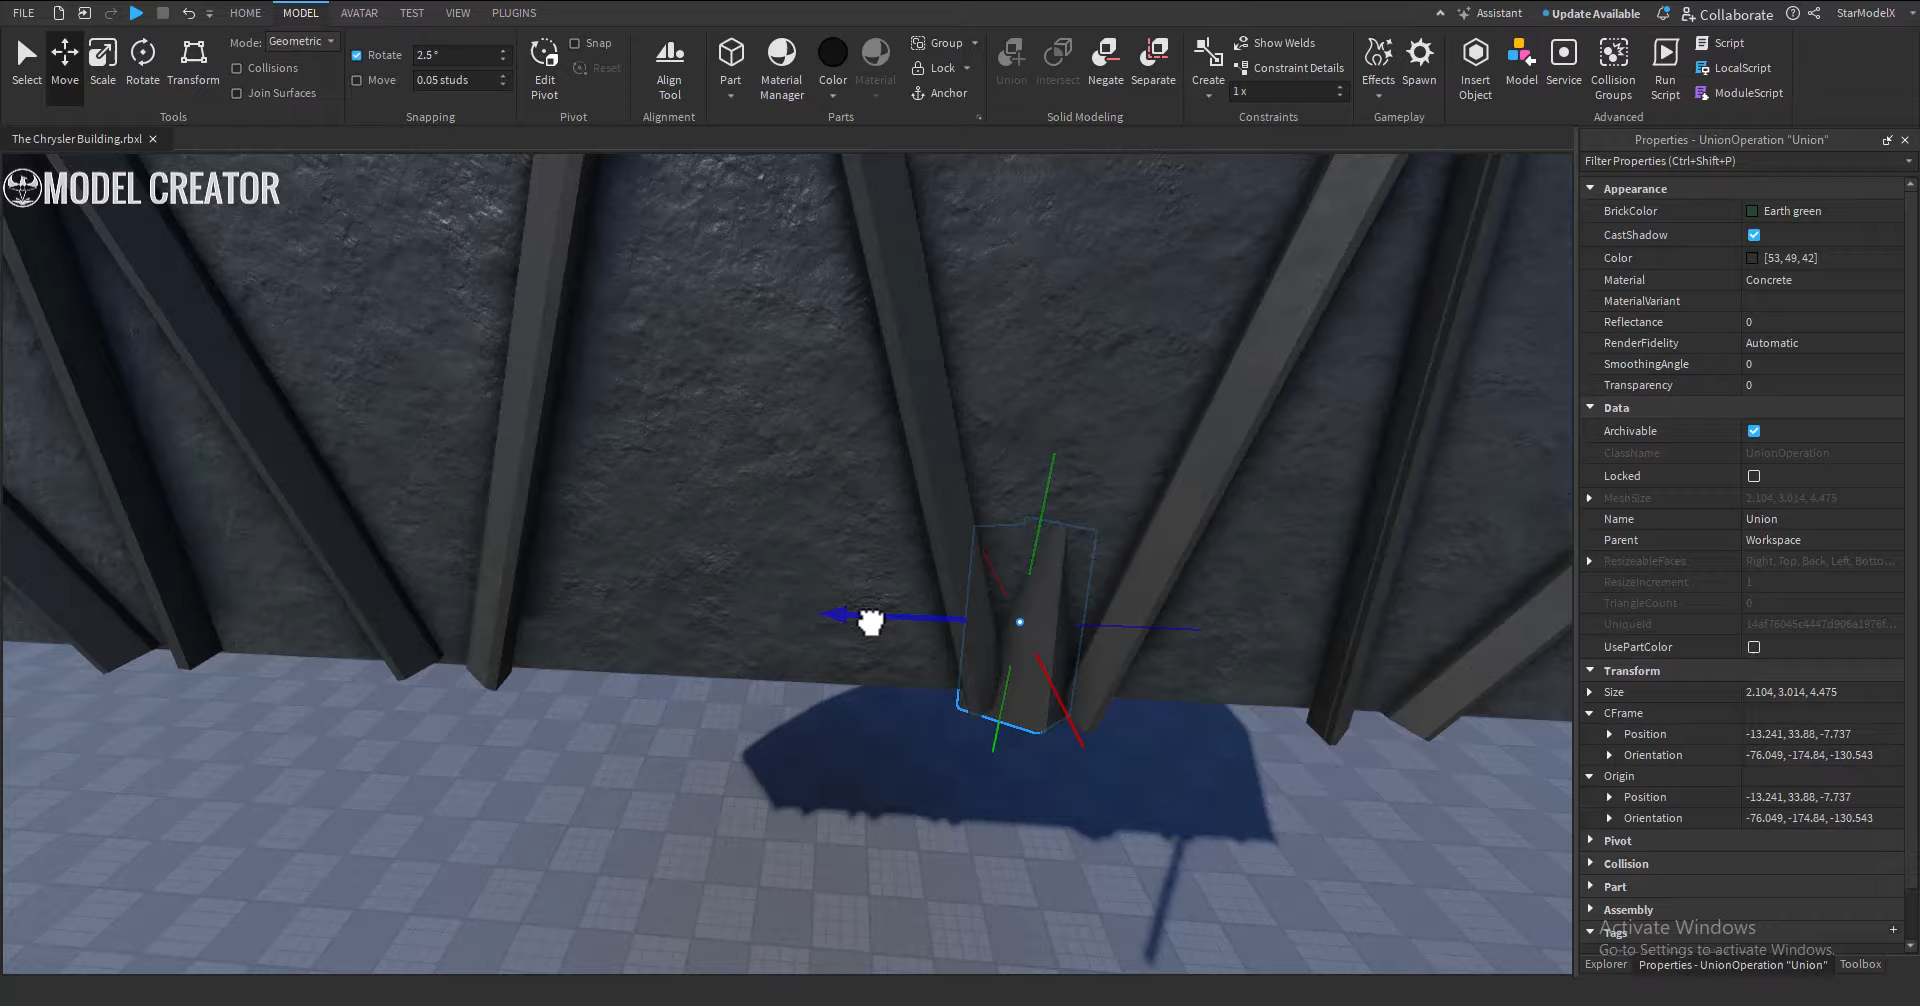 FILE HOME MODEL AVATAR TEST VIEW PLUGINS Assistant Update Available Collaborate StarModelX
Select Move Scale Rotate Transform
Mode: Geometric
Collisions
Join Surfaces
Tools
Rotate 2.5°
Move 0.05 studs
Snapping
Edit Pivot
Snap
Reset
Pivot
Align Tool
Alignment
Part
Material Manager
Color
Material
Group
Lock
Anchor
Parts
Union Intersect Negate Separate
Solid Modeling
Create
Show Welds
Constraint Details
1x
Constraints
Effects Spawn
Gameplay
Insert Object
Model
Service
Collision Groups
Run Script
Script
LocalScript
ModuleScript
Advanced
The Chrysler Building.rbxl
MODEL CREATOR
Properties - UnionOperation "Union"
Filter Properties (Ctrl+Shift+P)
Appearance
BrickColor Earth green
CastShadow
Color [53, 49, 42]
Material Concrete
MaterialVariant
Reflectance 0
RenderFidelity Automatic
SmoothingAngle 0
Transparency 0
Data
Archivable
ClassName UnionOperation
Locked
MeshSize 2.104, 3.014, 4.475
Name Union
Parent Workspace
ResizeableFaces Right, Top, Back, Left, Botto...
ResizeIncrement 1
TriangleCount 0
UniqueId
UsePartColor
Transform
Size 2.104, 3.014, 4.475
CFrame
Position -13.241, 33.88, -7.737
Orientation -76.049, -174.84, -130.543
Origin
Position -13.241, 33.88, -7.737
Orientation -76.049, -174.84, -130.543
Pivot
Collision
Part
Assembly
Activate Windows
Tags
Go to Settings to activate Windows.
Explorer Properties - UnionOperation "Union" Toolbox